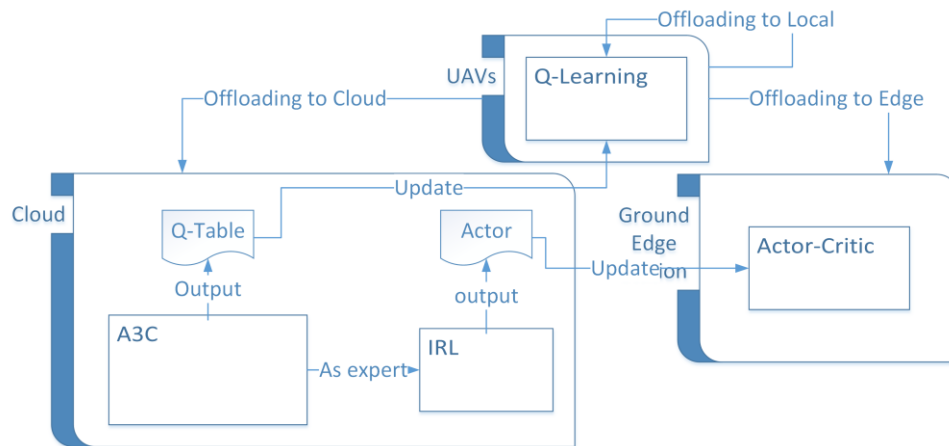 Offloading to Local
UAVs
Q-Learning
Offloading to Cloud
Offloading to Edge
Cloud
Update
Q-Table
Actor
Ground
Edge
Update
ion
Actor-Critic
Output
output
A3C
IRL
As expert